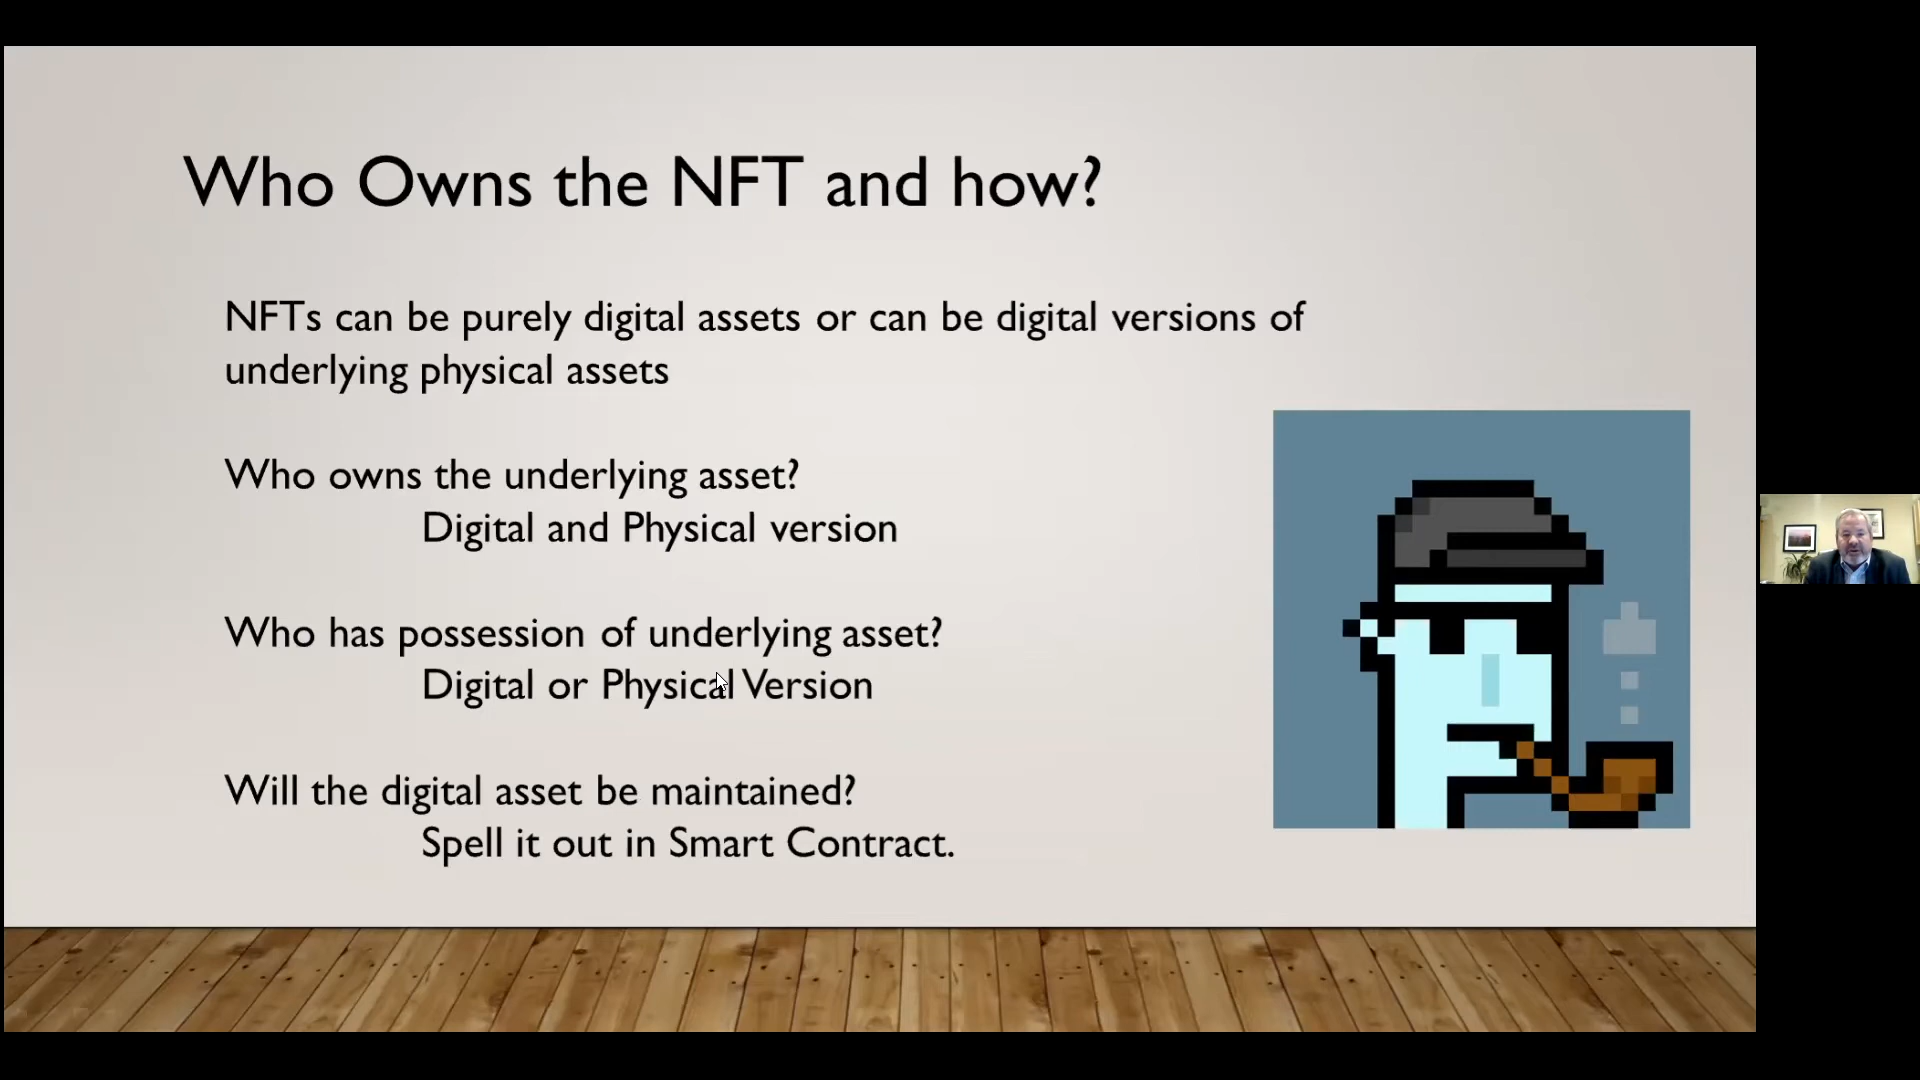 Who Owns the NFT and how?
NFTs can be purely digital assets or can be digital versions of
underlying physical assets
Who owns the underlying asset?
Digital and Physical version
Who has possession of underlying asset?
Digital or Physical Version
Will the digital asset be maintained?
Spell it out in Smart Contract.